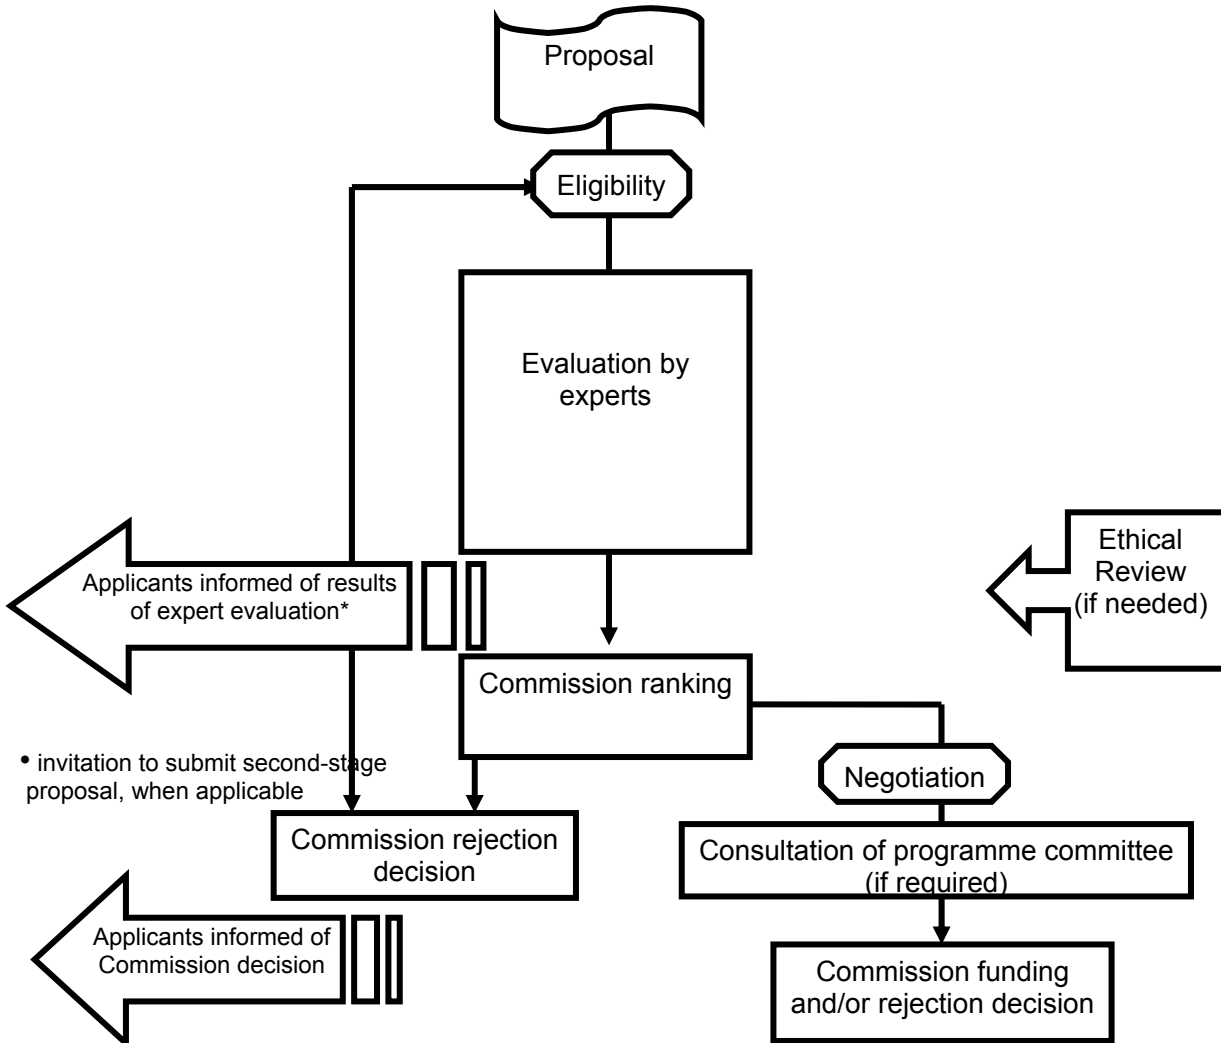 Proposal
Eligibility
Evaluation by
experts
Ethical
Review
(if needed)
Applicants informed of results
of expert evaluation*
Commission ranking
• invitation to submit second-stage
proposal, when applicable
Negotiation
Commission rejection
decision
Consultation of programme committee
(if required)
Applicants informed of
Commission decision
Commission funding
and/or rejection decision